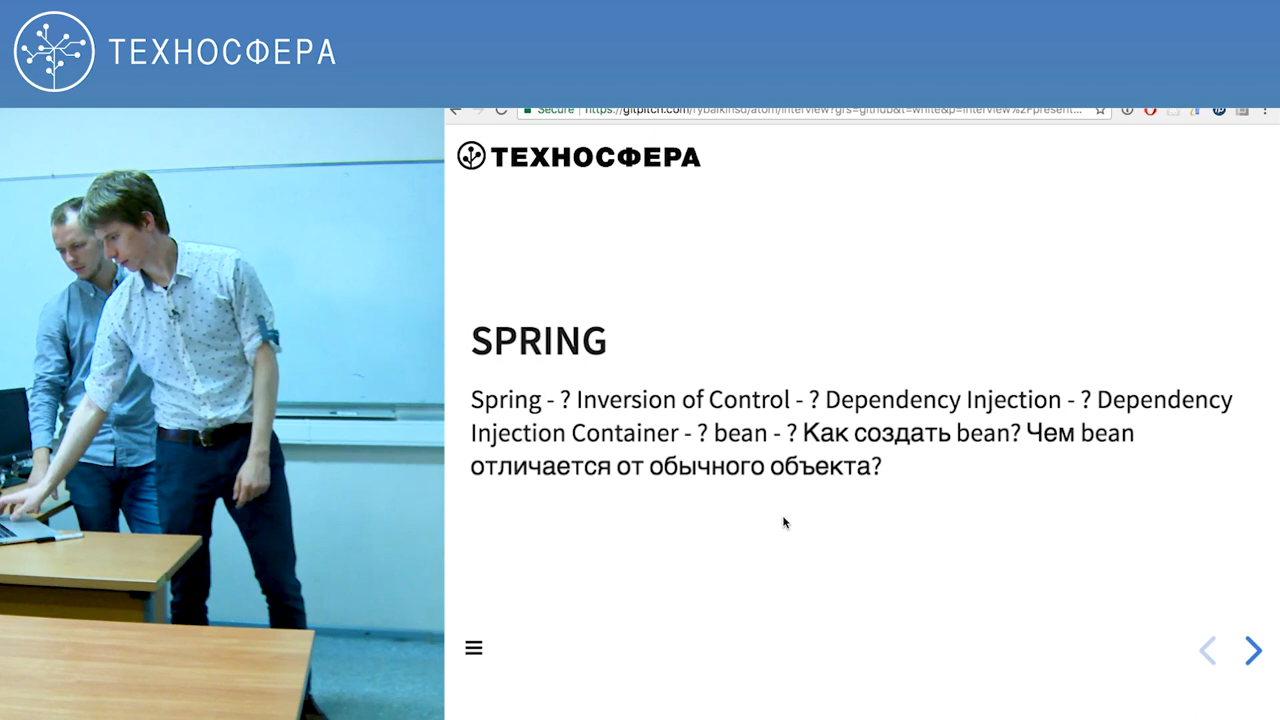 ТЕХНОСФЕРА
Secure
ТЕХНОСФЕРА
SPRING
Spring - ? Inversion of Control - ? Dependency Injection - ? Dependency
Injection Container - ? bean - ? Как создать bean? Чем bean
отличается от обычного объекта?